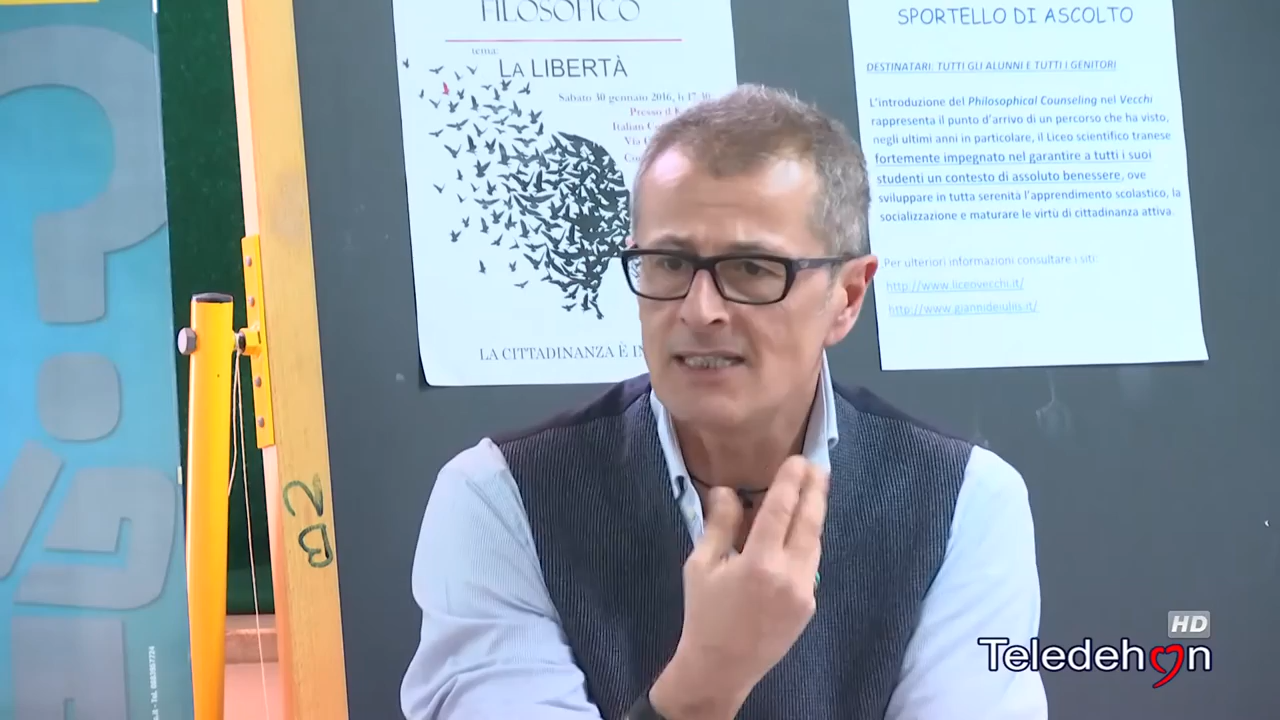 FILOSOFICO
tema:
LA LIBERTÀ
Sabato 30 gennaio 2016, h 17.30
Presso il
Italian
Via
LA CITTADINANZA È IN
SPORTELLO DI ASCOLTO
DESTINATARI: TUTTI GLI ALUNNI E TUTTI I GENITORI
L'introduzione del Philosophical Counseling nel Vecchi
rappresenta il punto d'arrivo di un percorso che ha visto,
negli ultimi anni in particolare, il Liceo scientifico tranese
fortemente impegnato nel garantire a tutti i suoi
studenti un contesto di assoluto benessere, ove
sviluppare in tutta serenità l'apprendimento scolastico, la
socializzazione e maturare le virtù di cittadinanza attiva.
Per ulteriori informazioni consultare i siti:
http://www.liceovecchi.it/
http://www.giannideiuliis.it/
B2
HD
Teledehon